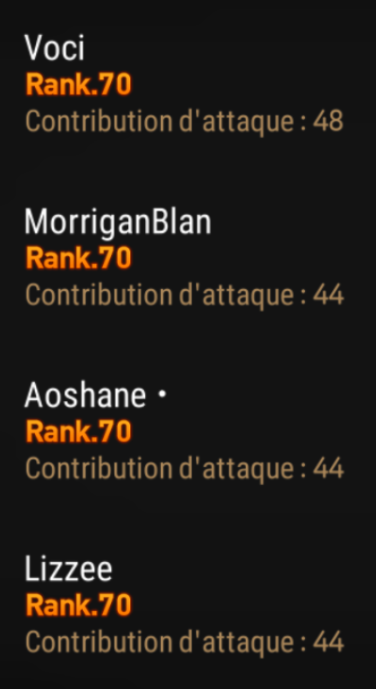 Voci
Rank.70
Contribution d'attaque : 48
MorriganBlan
Rank.70
Contribution d'attaque : 44
Aoshane •
Rank.70
Contribution d'attaque : 44
Lizzee
Rank.70
Contribution d'attaque : 44